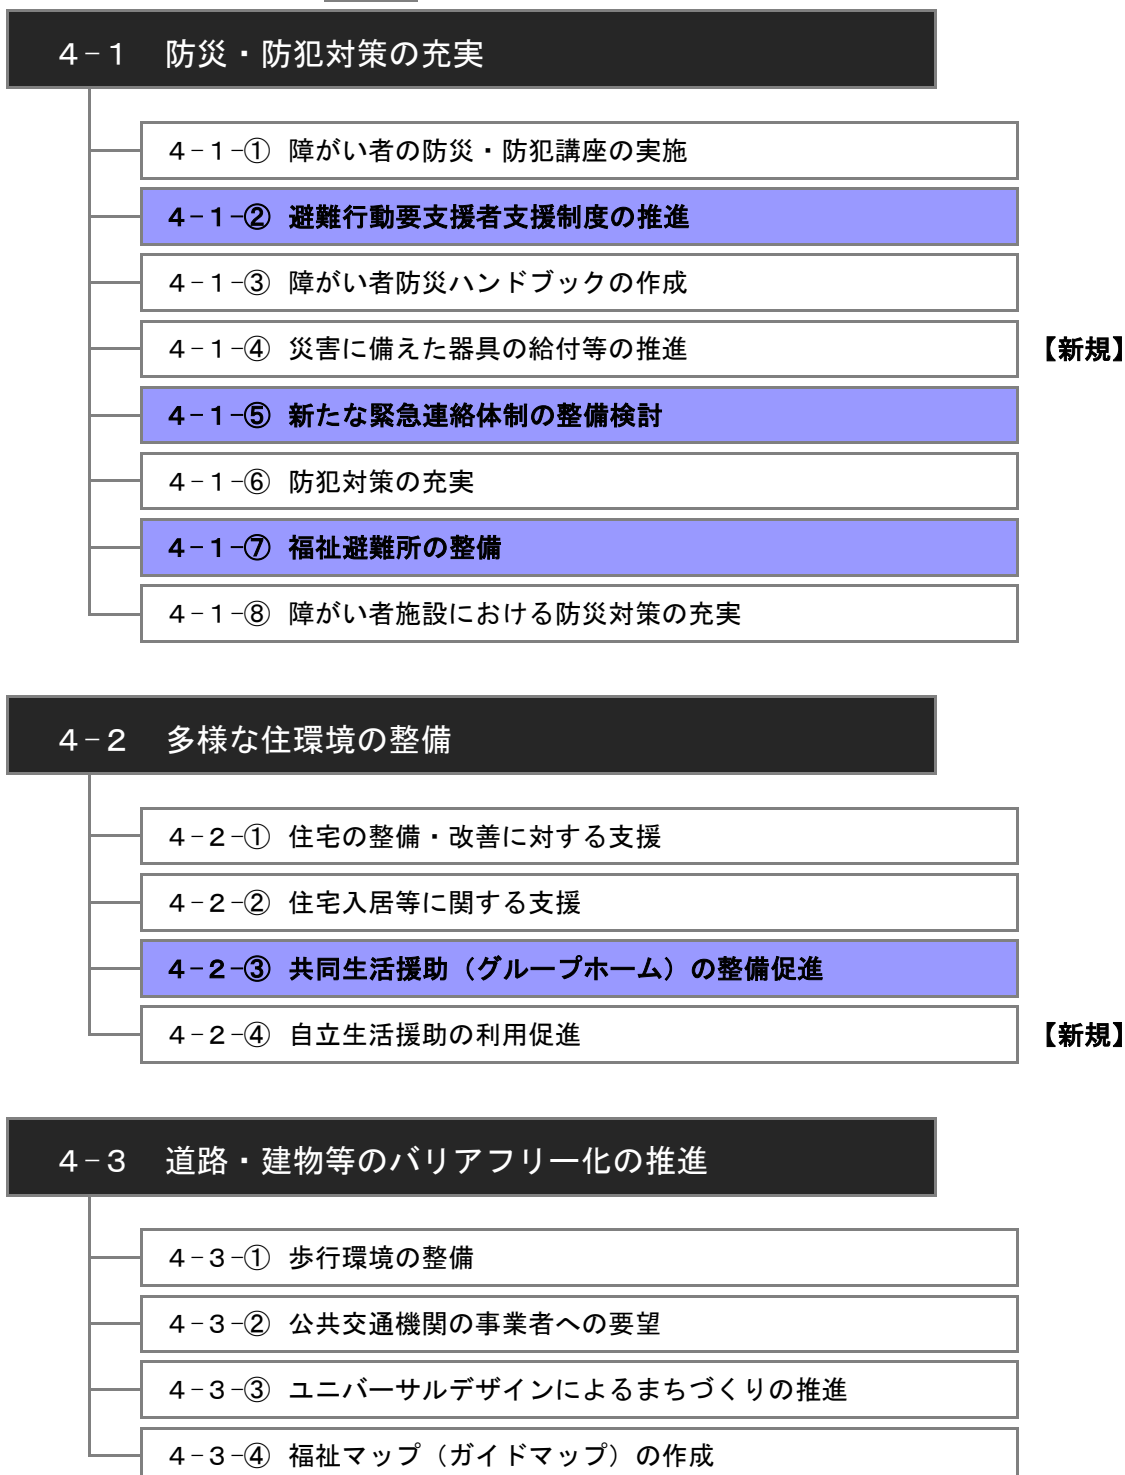 4-1 防災・防犯対策の充実
4-1-① 障がい者の防災・防犯講座の実施
4-1-② 避難行動要支援者支援制度の推進
4-1-③ 障がい者防災ハンドブックの作成
4-1-④ 災害に備えた器具の給付等の推進 【新規】
4-1-⑤ 新たな緊急連絡体制の整備検討
4-1-⑥ 防犯対策の充実
4-1-⑦ 福祉避難所の整備
4-1-⑧ 障がい者施設における防災対策の充実
4-2 多様な住環境の整備
4-2-① 住宅の整備・改善に対する支援
4-2-② 住宅入居等に関する支援
4-2-③ 共同生活援助(グループホーム)の整備促進
4-2-④ 自立生活援助の利用促進 【新規】
4-3 道路・建物等のバリアフリー化の推進
4-3-① 歩行環境の整備
4-3-② 公共交通機関の事業者への要望
4-3-③ ユニバーサルデザインによるまちづくりの推進
4-3-④ 福祉マップ(ガイドマップ)の作成